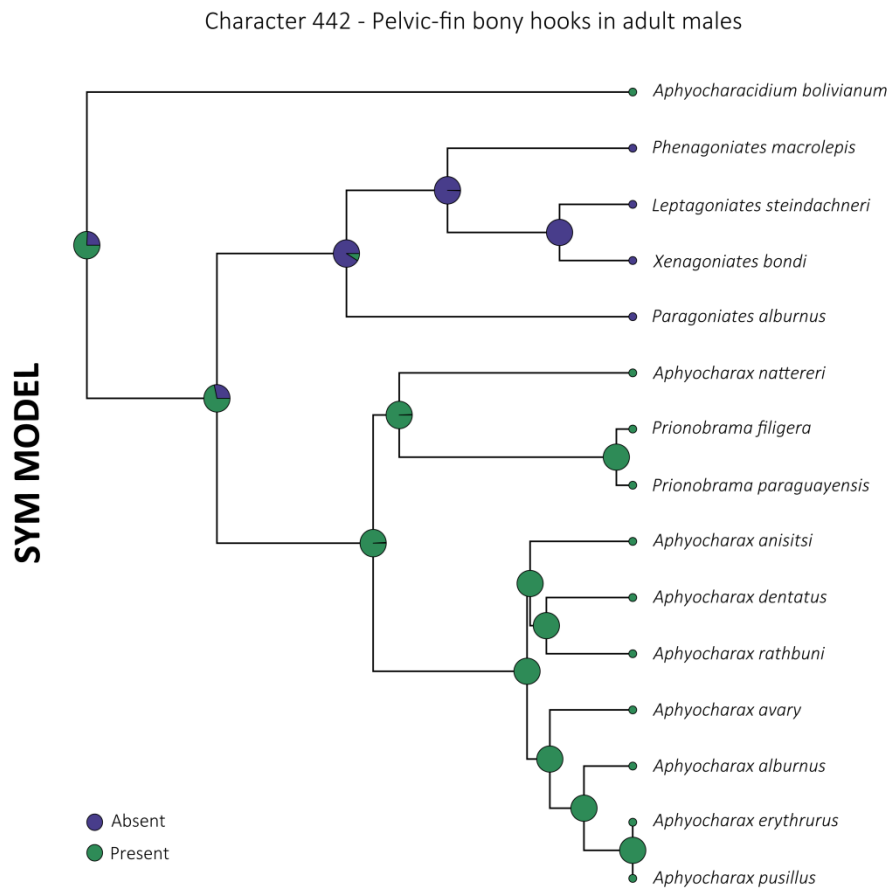 Character 442 - Pelvic-fin bony hooks in adult males
Aphyocharacidium bolivianum
Phenagoniates macrolepis
Leptagoniates steindachneri
Xenagoniates bondi
Paragoniates alburnus
Aphyocharax nattereri
Prionobrama filigera
Prionobrama paraguayensis
Aphyocharax anisitsi
Aphyocharax dentatus
Aphyocharax rathbuni
Aphyocharax avary
Aphyocharax alburnus
Aphyocharax erythrurus
Aphyocharax pusillus
SYM MODEL
Absent
Present